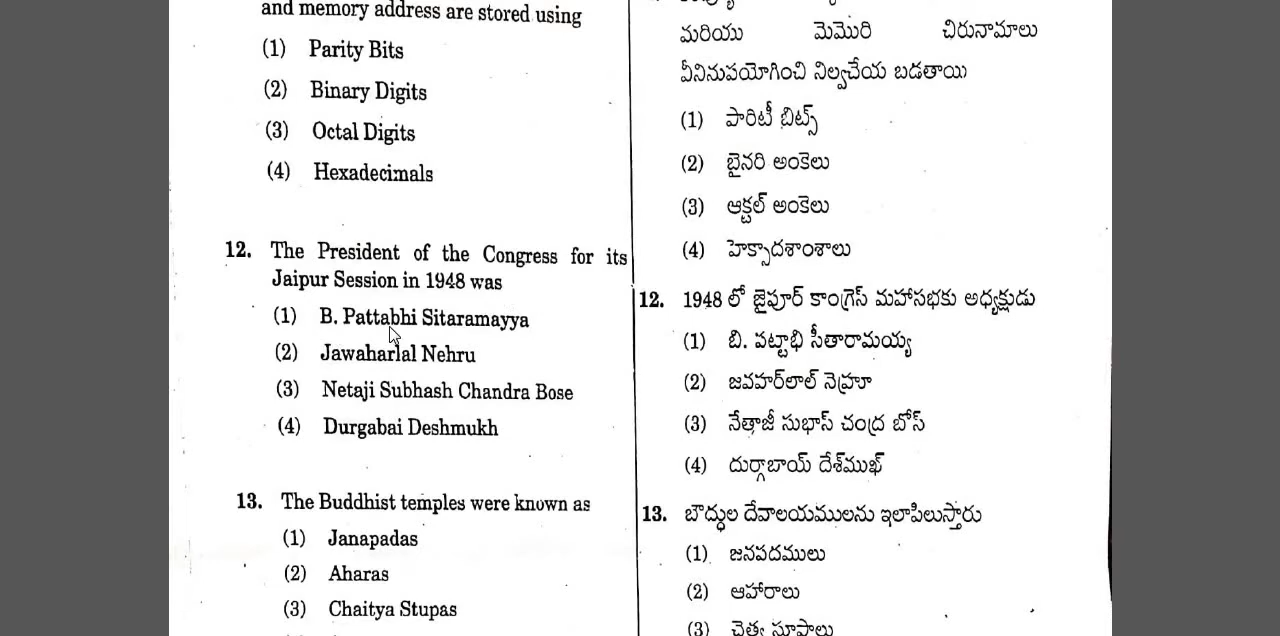 and memory address are stored using
(1) Parity Bits
(2) Binary Digits
(3) Octal Digits
(4) Hexadecimals
12. The President of the Congress for its
Jaipur Session in 1948 was
(1) B. Pattabhi Sitaramayya
(2) Jawaharlal Nehru
(3) Netaji Subhash Chandra Bose
(4) Durgabai Deshmukh
13. The Buddhist temples were known as
(1) Janapadas
(2) Aharas
(3) Chaitya Stupas
మరియు మెమొరి చిరునామాలు
వీనినుపయోగించి నిల్వచేయ బడతాయి
(1) పారిటీ బిట్స్
(2) బైనరి అంకెలు
(3) ఆక్టల్ అంకెలు
(4) హెక్సాదశాంశాలు
12. 1948 లో జైపూర్ కాంగ్రెస్ మహాసభకు అధ్యక్షుడు
(1) బి. పట్టాభి సీతారామయ్య
(2) జవహర్‌లాల్ నెహ్రూ
(3) నేతాజీ సుభాస్ చంద్ర బోస్
(4) దుర్గాబాయ్ దేశ్‌ముఖ్
13. బౌద్ధుల దేవాలయములను ఇలాపిలుస్తారు
(1) జనపదములు
(2) ఆహారాలు
(3) చైత్య స్తూపాలు